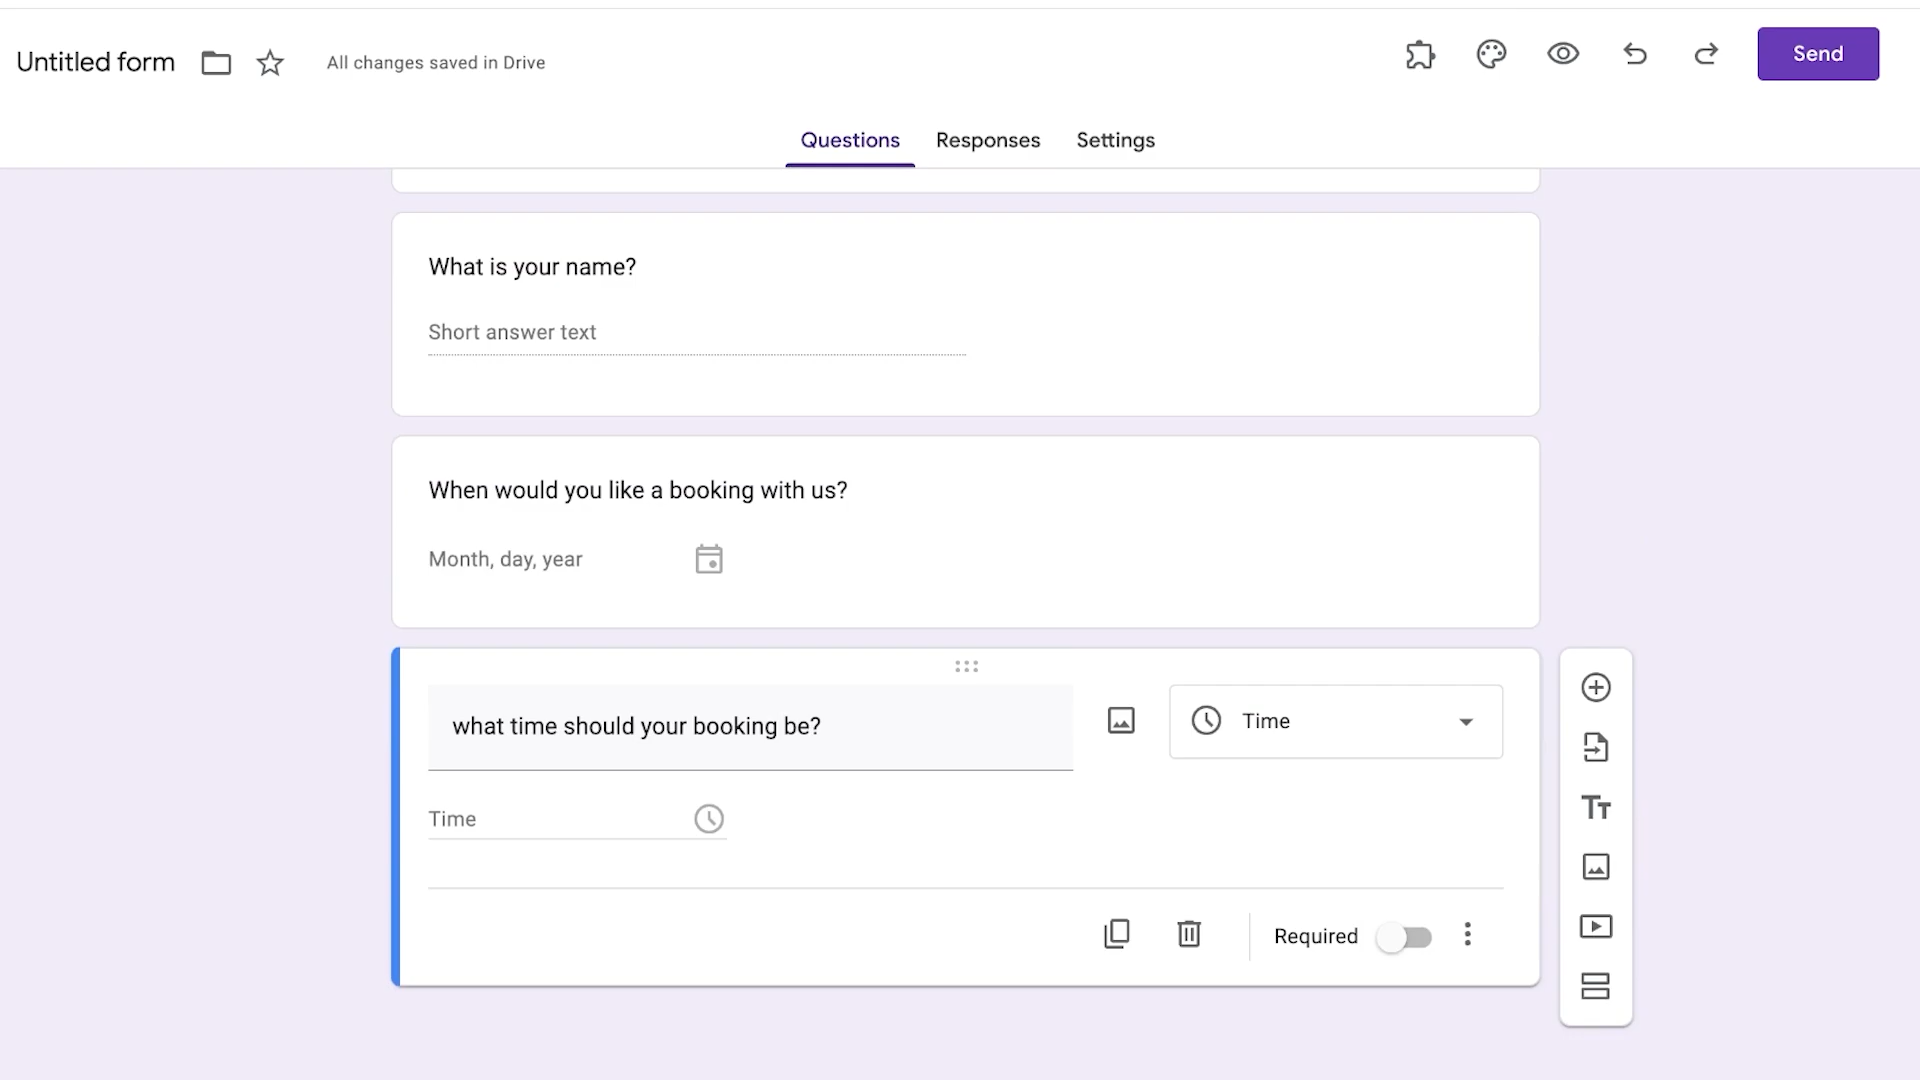 Untitled form
All changes saved in Drive
Send
Questions
Responses
Settings
What is your name?
Short answer text
When would you like a booking with us?
Month, day, year
what time should your booking be?
Time
Time
Required
Tт